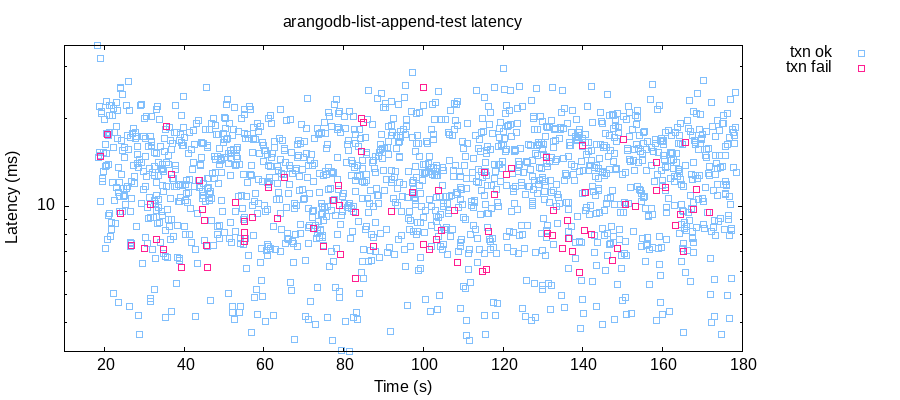 arangodb-list-append-test latency
txn ok
txn fail
Latency (ms)
10
20 40 60 80 100 120 140 160 180
Time (s)